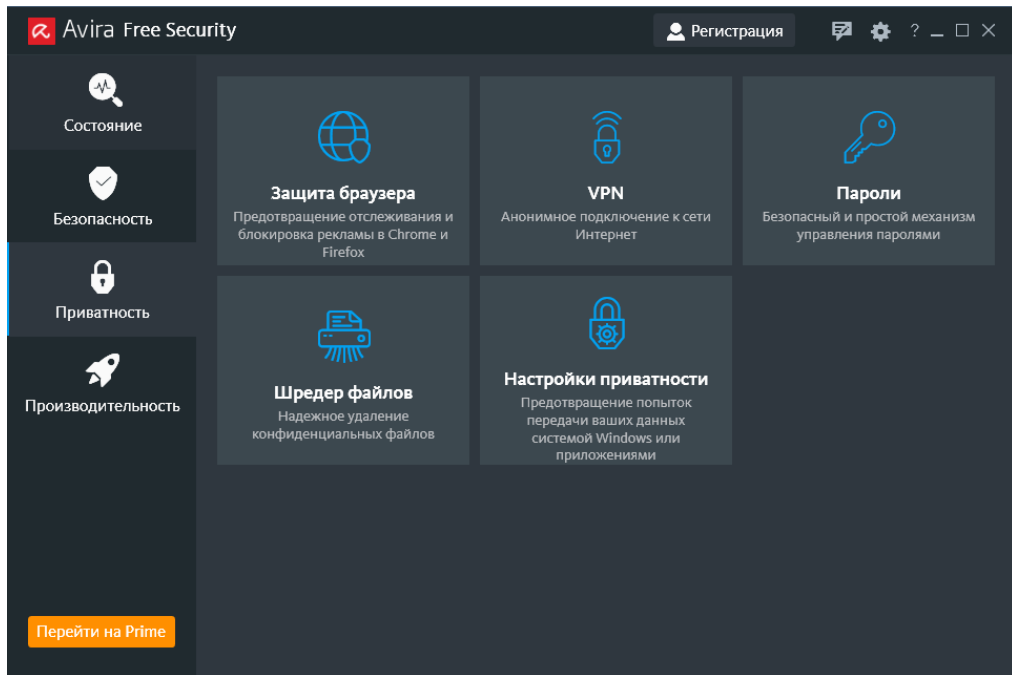 Avira Free Security
Регистрация
?
Состояние
Безопасность
Приватность
Производительность
Перейти на Prime
Защита браузера
Предотвращение отслеживания и
блокировка рекламы в Chrome и
Firefox
VPN
Анонимное подключение к сети
Интернет
Пароли
Безопасный и простой механизм
управления паролями
Шредер файлов
Надежное удаление
конфиденциальных файлов
Настройки приватности
Предотвращение попыток
передачи ваших данных
системой Windows или
приложениями